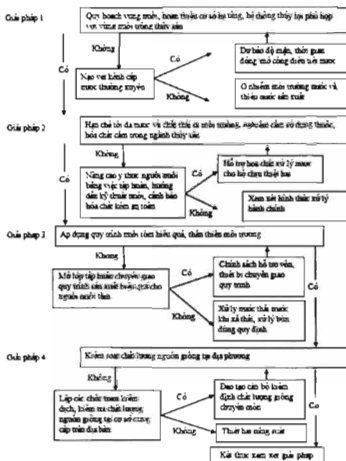 Giải pháp 1
Quy hoạch vùng nuôi, hoàn thiện cơ sở hạ tầng, hệ thống thủy lợi phù hợp
với vùng nuôi trồng thủy sản
Không
Có
Nạo vét kênh cấp
nước thường xuyên
Có
Không
Dự báo độ mặn, thời gian
đóng mở cống điều tiết nước
Ô nhiễm môi trường nước và
thiếu nước sản xuất
Giải pháp 2
Hạn chế tối đa nước và chất thải ra môi trường, nghiêm cấm sử dụng thuốc,
hóa chất cấm trong ngành thủy sản
Không
Có
Nâng cao ý thức người nuôi
bằng việc tập huấn, hướng
dẫn kỹ thuật nuôi, cảnh báo
hóa chất kém an toàn
Có
Không
Hỗ trợ hóa chất xử lý nước
cho hộ chưa thiệt hại
Xem xét hình thức xử lý
hành chính
Giải pháp 3
Áp dụng quy trình nuôi tôm hiệu quả, thân thiện môi trường
Không
Mở lớp tập huấn chuyển giao
quy trình sản xuất hiệu quả cho
người nuôi tôm
Có
Không
Chính sách hỗ trợ vốn,
thiết bị chuyển giao
quy trình
Xử lý nước thải trước
khi xả thải, xử lý bùn
đúng quy định
Có
Giải pháp 4
Kiểm soát chất lượng nguồn giống tại địa phương
Không
Lập các chốt trạm kiểm
dịch, kiểm tra chất lượng
nguồn giống tại cơ sở cung
cấp trên địa bàn
Có
Không
Đào tạo cán bộ kiểm
định chất lượng giống
chuyên môn
Thiệt hại năng suất
Có
Kết thúc xem xét giải pháp